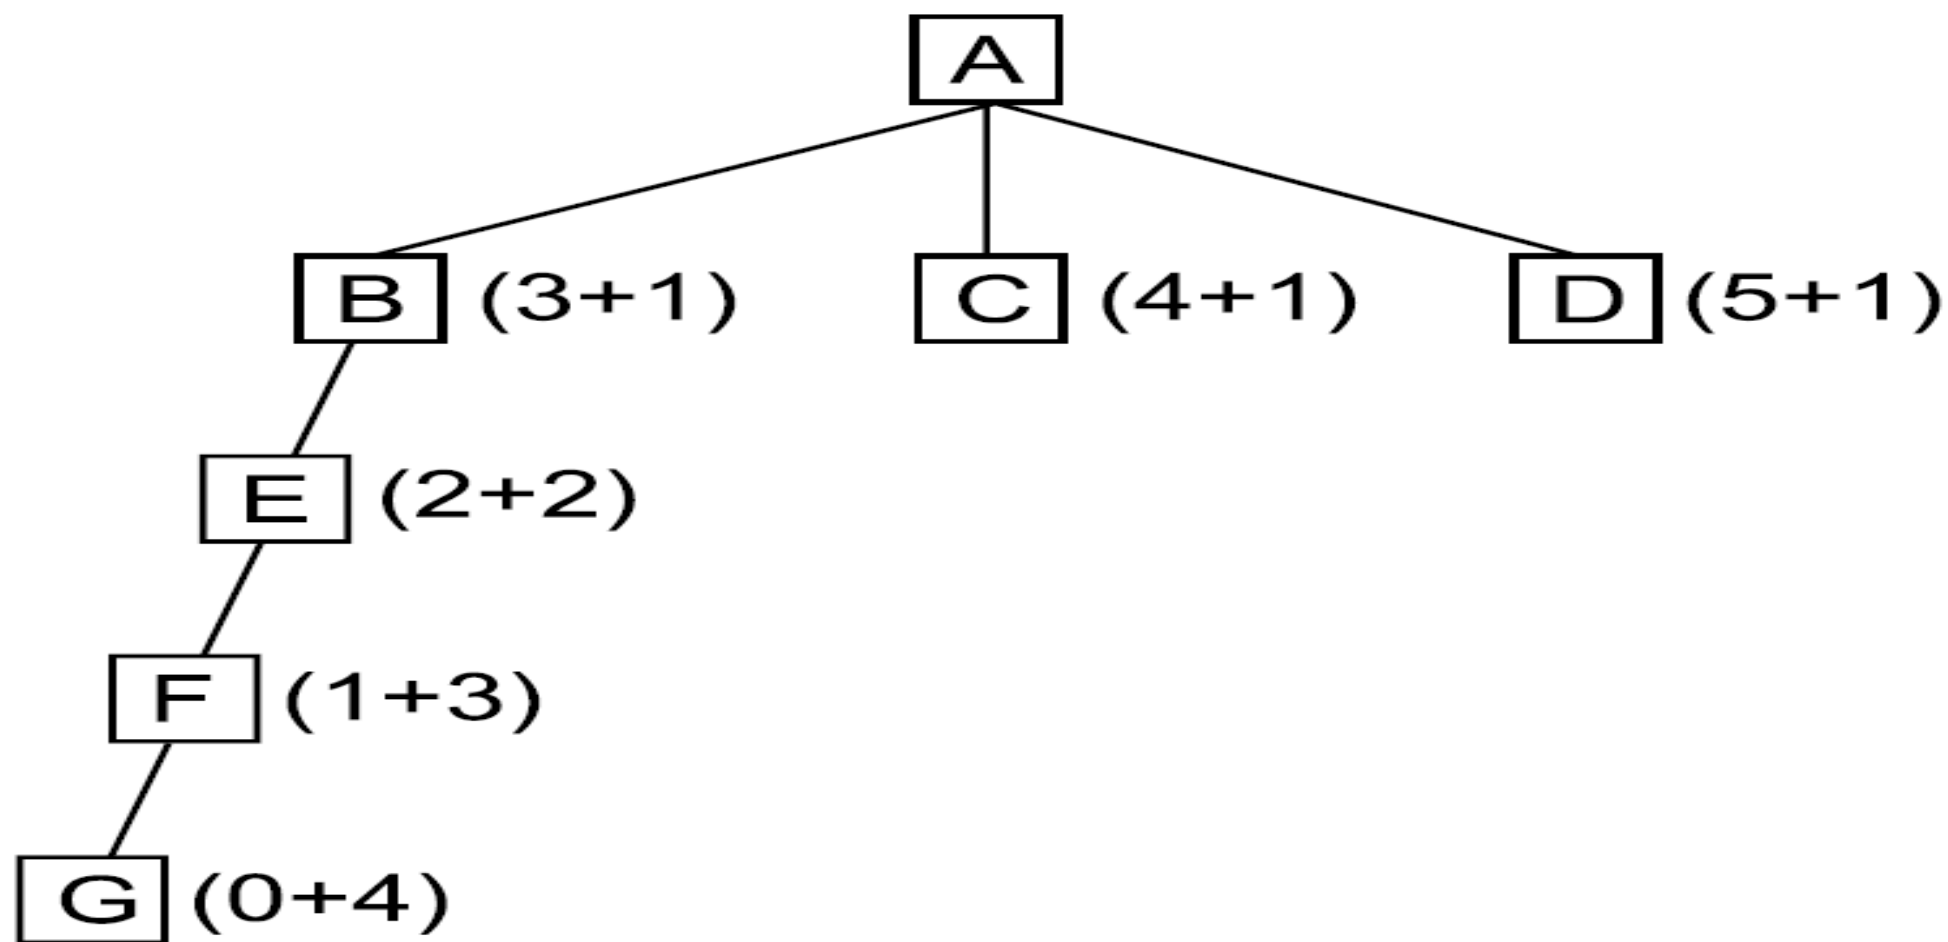 A
B (3+1) C (4+1) D (5+1)
E (2+2)
F (1+3)
G (0+4)